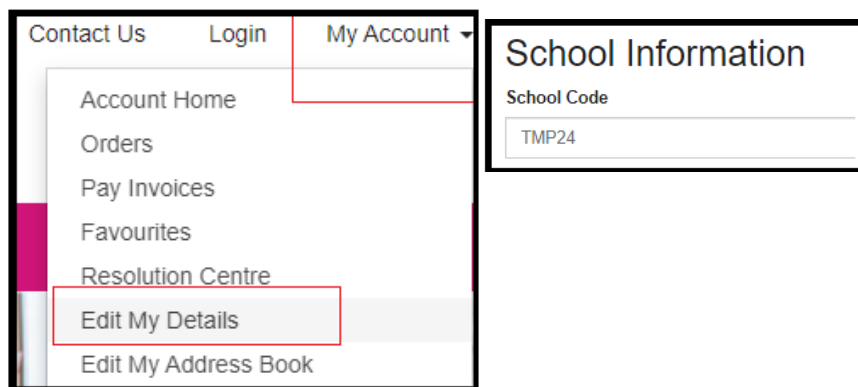 Contact Us Login My Account
Account Home
Orders
Pay Invoices
Favourites
Resolution Centre
Edit My Details
Edit My Address Book
School Information
School Code
TMP24